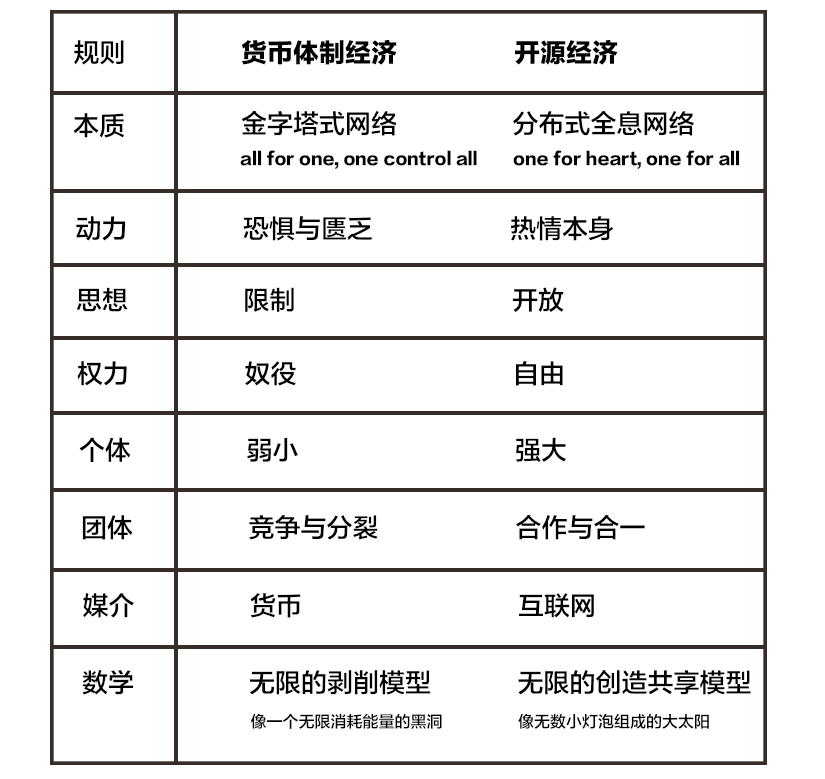 规则 货币体制经济 开源经济
本质 金字塔式网络 分布式全息网络
all for one, one control all one for heart, one for all
动力 恐惧与匮乏 热情本身
思想 限制 开放
权力 奴役 自由
个体 弱小 强大
团体 竞争与分裂 合作与合一
媒介 货币 互联网
数学 无限的剥削模型 无限的创造共享模型
像一个无限消耗能量的黑洞 像无数小灯泡组成的大太阳